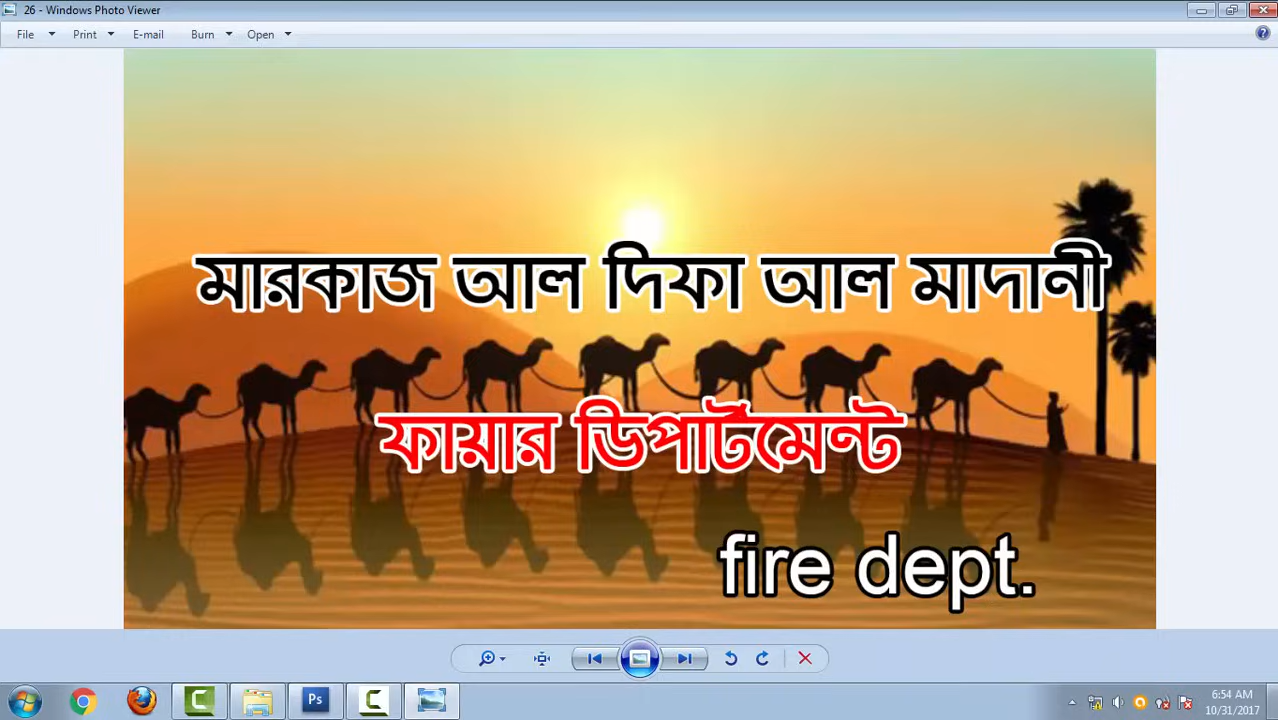 26 - Windows Photo Viewer
File Print E-mail Burn Open
মারকাজ আল দিফা আল মাদানী
ফায়ার ডিপার্টমেন্ট
fire dept.
Ps
6:54 AM
10/31/2017